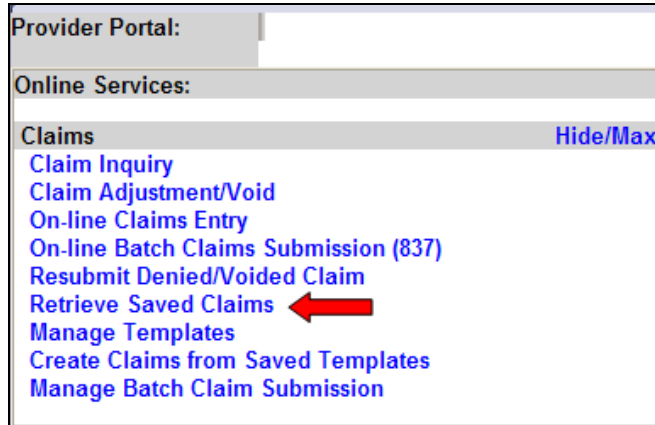 Provider Portal:
Online Services:
Claims Hide/Max
Claim Inquiry
Claim Adjustment/Void
On-line Claims Entry
On-line Batch Claims Submission (837)
Resubmit Denied/Voided Claim
Retrieve Saved Claims
Manage Templates
Create Claims from Saved Templates
Manage Batch Claim Submission